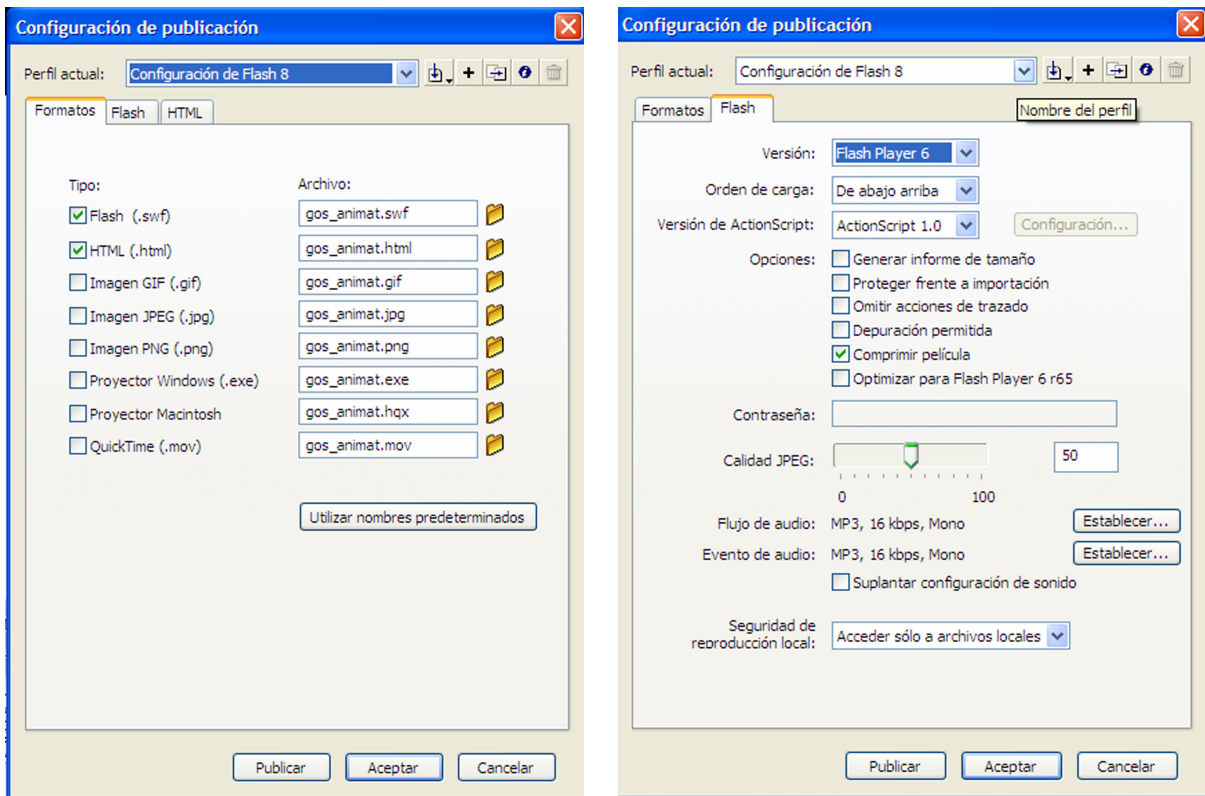 Configuración de publicación
Perfil actual: Configuración de Flash 8
Formatos Flash HTML
Tipo: Archivo:
Flash (.swf) gos_animat.swf
HTML (.html) gos_animat.html
Imagen GIF (.gif) gos_animat.gif
Imagen JPEG (.jpg) gos_animat.jpg
Imagen PNG (.png) gos_animat.png
Proyector Windows (.exe) gos_animat.exe
Proyector Macintosh gos_animat.hqx
QuickTime (.mov) gos_animat.mov
Utilizar nombres predeterminados
Publicar Aceptar Cancelar
Configuración de publicación
Perfil actual: Configuración de Flash 8
Formatos Flash
Nombre del perfil
Versión: Flash Player 6
Orden de carga: De abajo arriba
Versión de ActionScript: ActionScript 1.0 Configuración...
Opciones: Generar informe de tamaño
Proteger frente a importación
Omitir acciones de trazado
Depuración permitida
Comprimir película
Optimizar para Flash Player 6 r65
Contraseña:
Calidad JPEG: 50
0 100
Flujo de audio: MP3, 16 kbps, Mono Establecer...
Evento de audio: MP3, 16 kbps, Mono Establecer...
Suplantar configuración de sonido
Seguridad de
reproducción local: Acceder sólo a archivos locales
Publicar Aceptar Cancelar